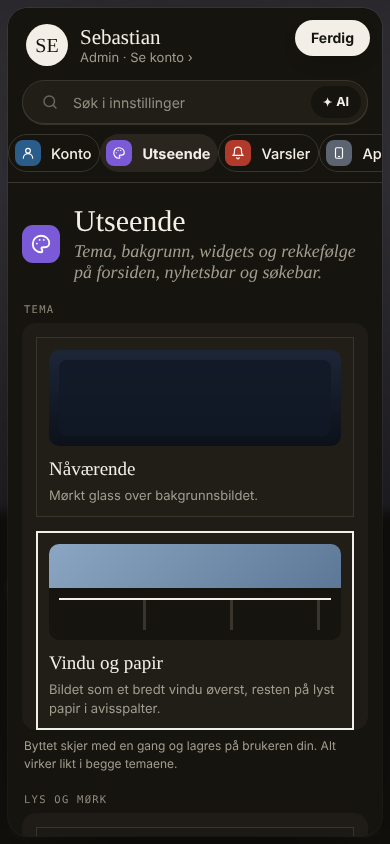 SE
Sebastian
Admin · Se konto ›
Ferdig
Søk i innstillinger
AI
Konto
Utseende
Varsler
Ap
Utseende
Tema, bakgrunn, widgets og rekkefølge
på forsiden, nyhetsbar og søkebar.
TEMA
Nåværende
Mørkt glass over bakgrunnsbildet.
Vindu og papir
Bildet som et bredt vindu øverst, resten på lyst
papir i avisspalter.
Byttet skjer med en gang og lagres på brukeren din. Alt
virker likt i begge temaene.
LYS OG MØRK